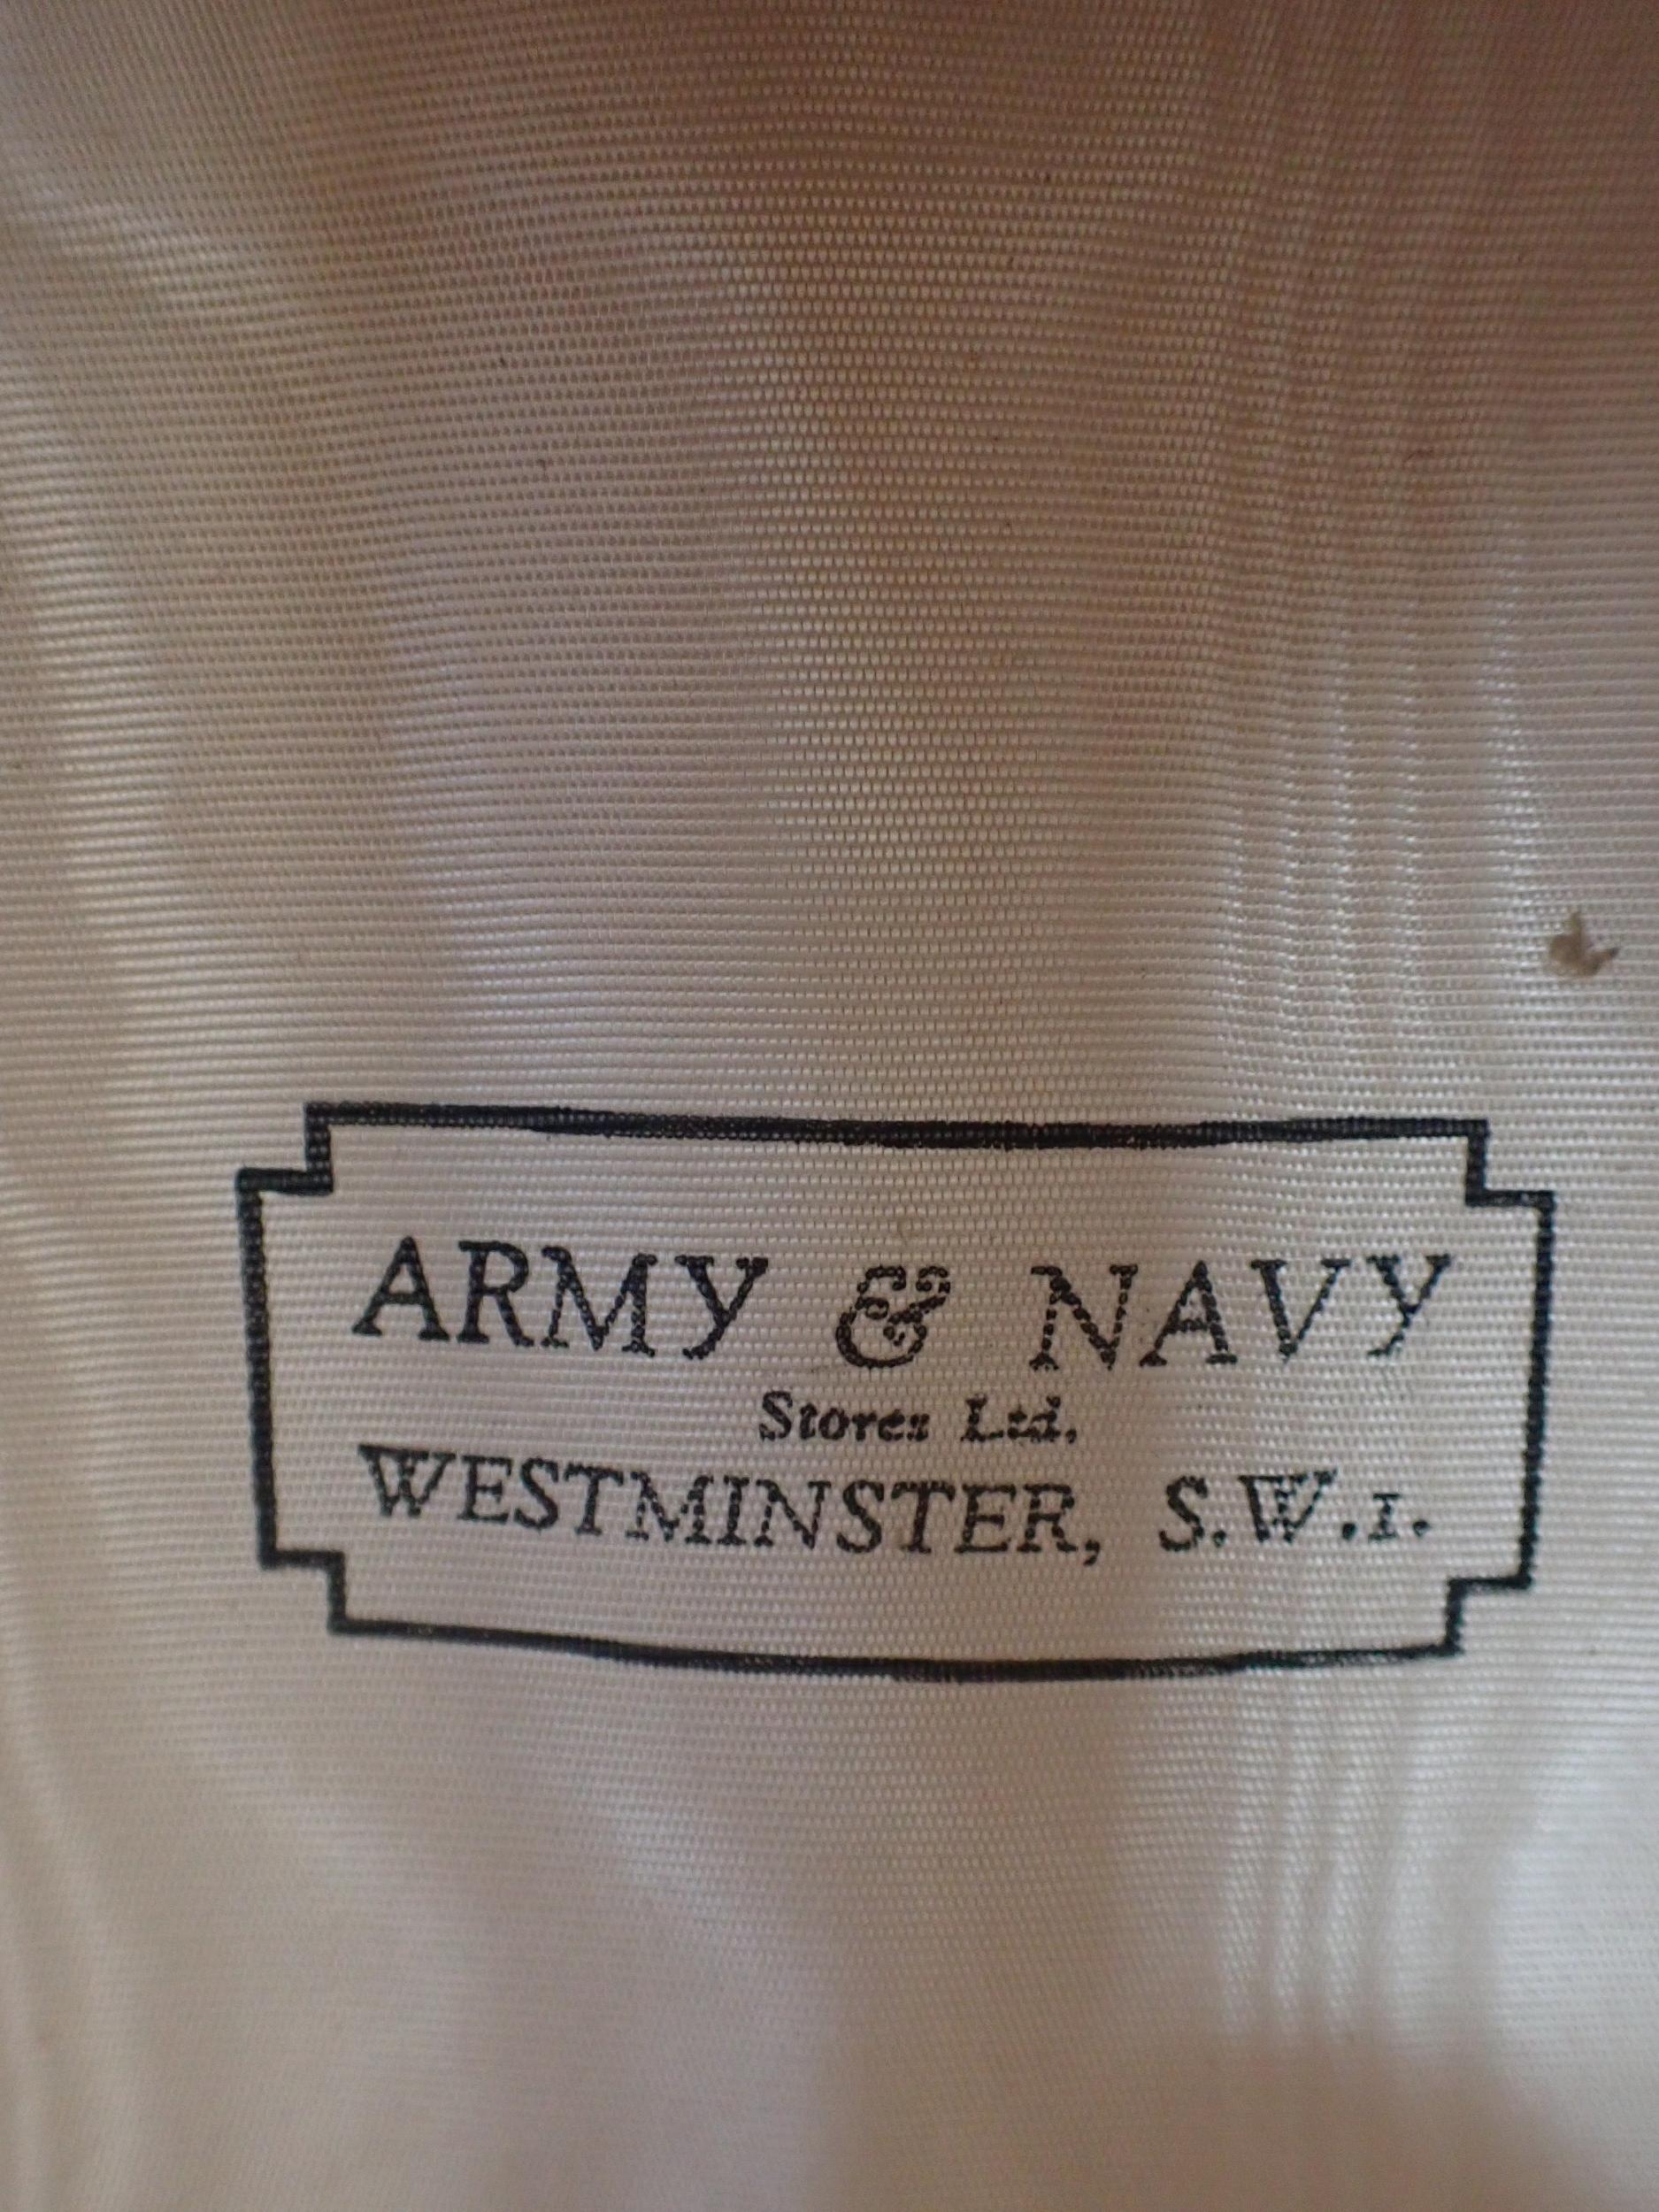 ARMY & NAVY
Stores Ltd.
WESTMINSTER, S.W.1.